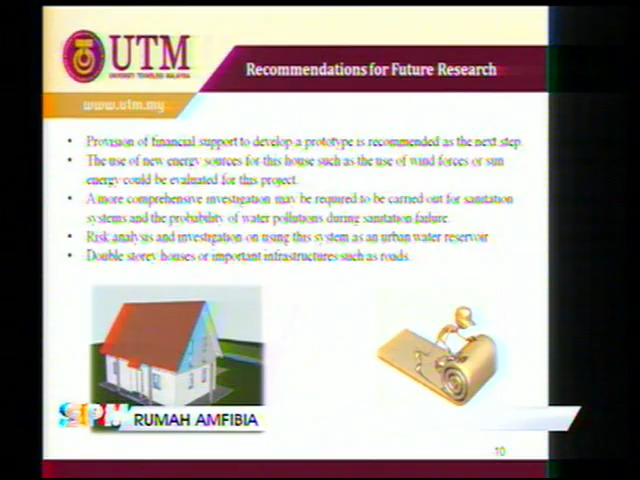 UTM
UNIVERSITI TEKNOLOGI MALAYSIA
Recommendations for Future Research
www.utm.my
• Provision of financial support to develop a prototype is recommended as the next step.
• The use of new energy sources for this house such as the use of wind forces or sun
energy could be evaluated for this project.
• A more comprehensive investigation may be required to be carried out for sanitation
systems and the probability of water pollutions during sanitation failure.
• Risk analysis and investigation on using this system as an urban water reservoir
• Double storey houses or important infrastructures such as roads.
RUMAH AMFIBIA
10